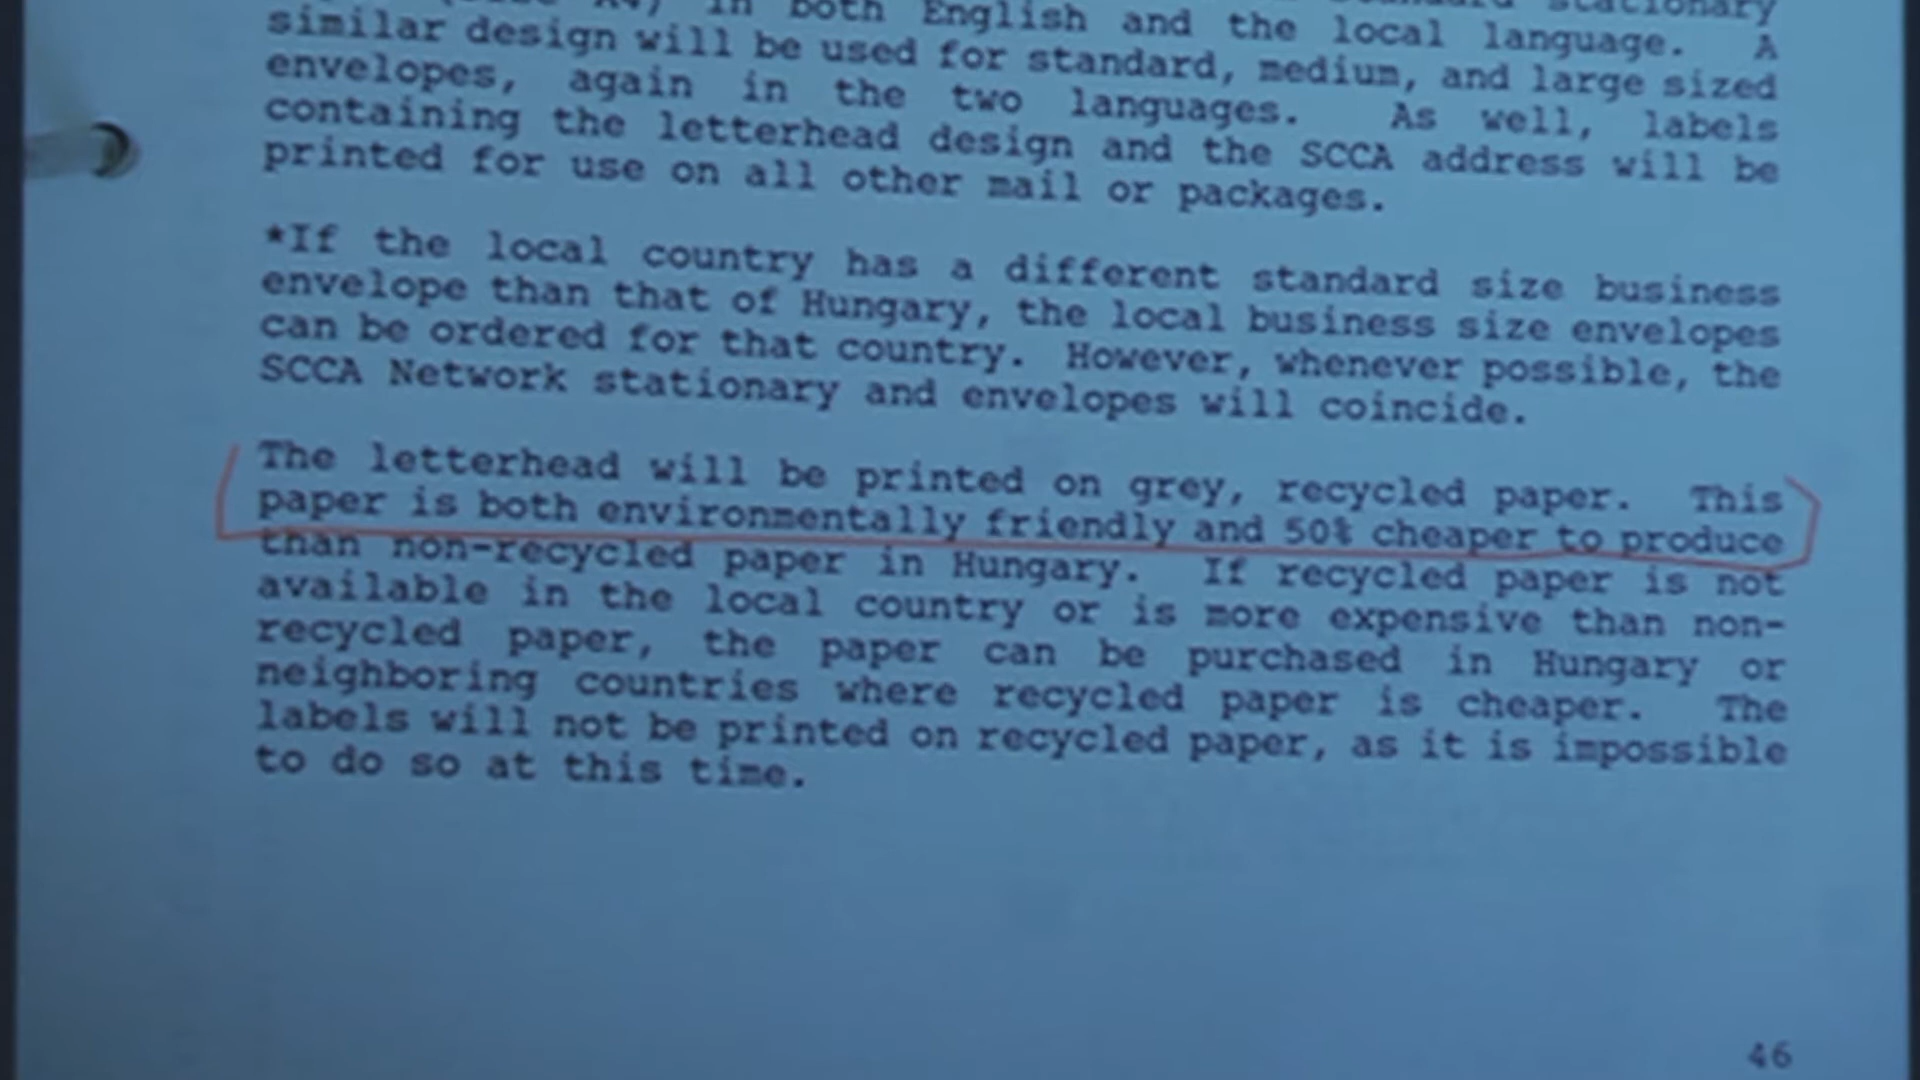 A4) in both English and the local language. A
similar design will be used for standard, medium, and large sized
envelopes, again in the two languages. As well, labels
containing the letterhead design and the SCCA address will be
printed for use on all other mail or packages.
*If the local country has a different standard size business
envelope than that of Hungary, the local business size envelopes
can be ordered for that country. However, whenever possible, the
SCCA Network stationary and envelopes will coincide.
The letterhead will be printed on grey, recycled paper. This
paper is both environmentally friendly and 50% cheaper to produce
than non-recycled paper in Hungary. If recycled paper is not
available in the local country or is more expensive than non-
recycled paper, the paper can be purchased in Hungary or
neighboring countries where recycled paper is cheaper. The
labels will not be printed on recycled paper, as it is impossible
to do so at this time.
46